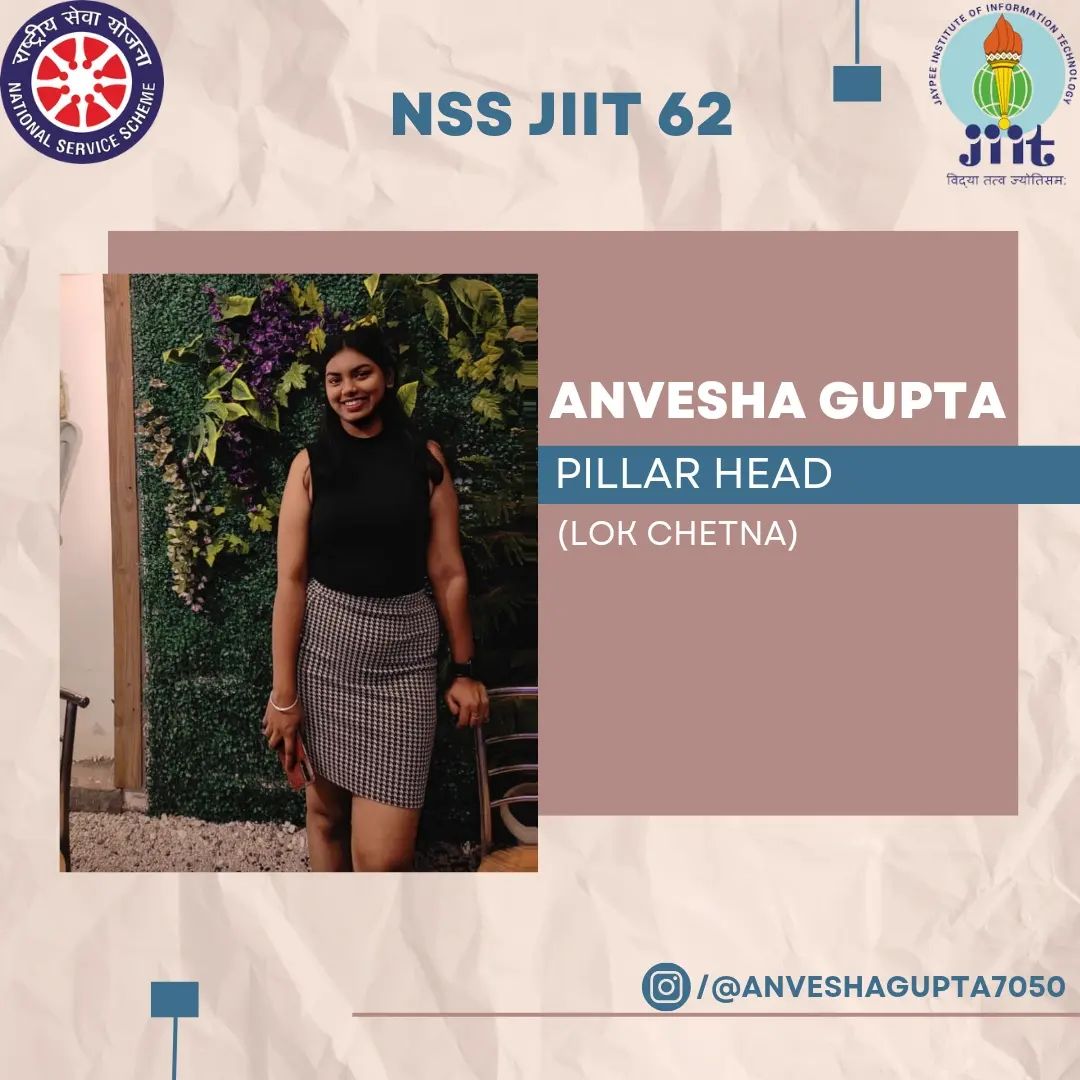 राष्ट्रीय सेवा योजना
NATIONAL SERVICE SCHEME
NSS JIIT 62
JAYPEE INSTITUTE OF INFORMATION TECHNOLOGY
jiit
विद्या तत्व ज्योतिसम:
ANVESHA GUPTA
PILLAR HEAD
(LOK CHETNA)
/@ANVESHAGUPTA7050